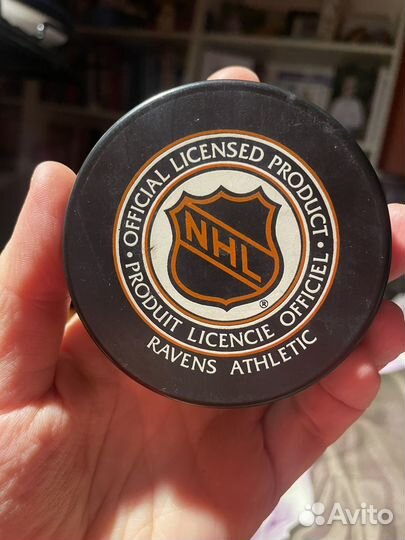 • OFFICIAL LICENSED PRODUCT •
NHL
®
PRODUIT LICENCIE OFFICIEL
RAVENS ATHLETIC
Avito